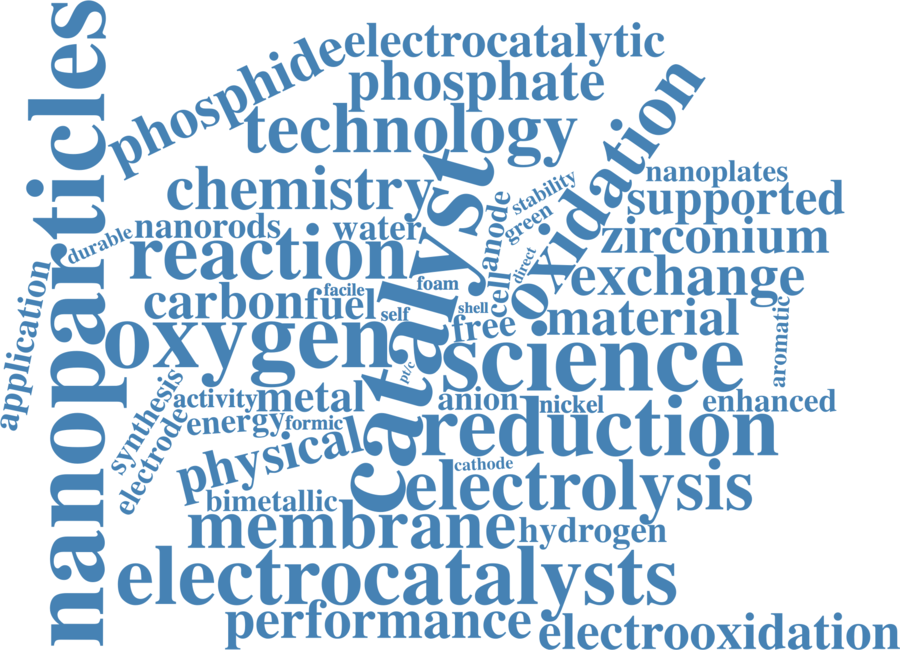 nanoparticles
electrocatalytic
phosphide
phosphate
oxidation
technology
catalyst
nanoplates
chemistry
stability
supported
anode
green
nanorods
water
durable
zirconium
reaction
direct
cell
exchange
application
foam
facile
carbon
fuel
self
shell
free
material
aromatic
oxygen
science
pt/c
synthesis
activity
metal
anion
nickel
enhanced
electrode
energy
formic
reduction
physical
cathode
electrolysis
bimetallic
membrane
hydrogen
electrocatalysts
performance
electrooxidation